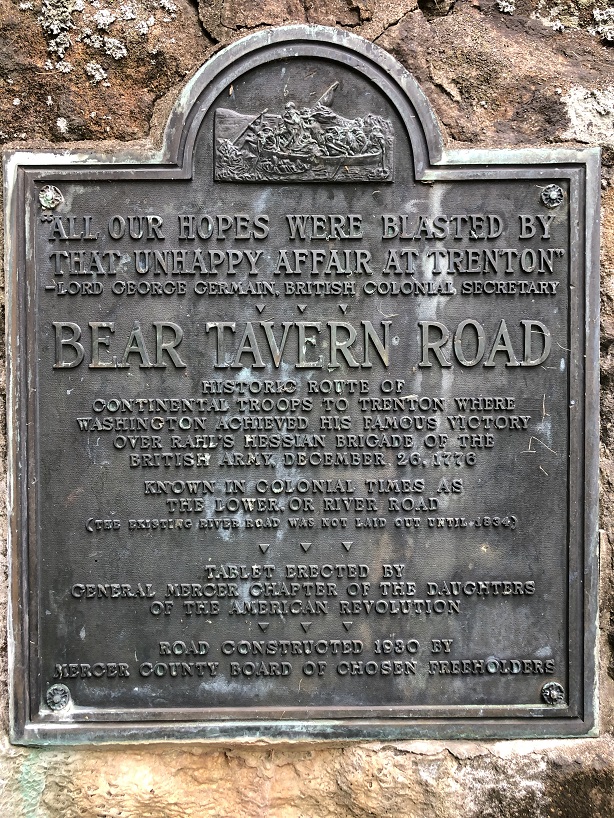 "ALL OUR HOPES WERE BLASTED BY
THAT UNHAPPY AFFAIR AT TRENTON"
-LORD GEORGE GERMAIN, BRITISH COLONIAL SECRETARY
BEAR TAVERN ROAD
HISTORIC ROUTE OF
CONTINENTAL TROOPS TO TRENTON WHERE
WASHINGTON ACHIEVED HIS FAMOUS VICTORY
OVER RAHL'S HESSIAN BRIGADE OF THE
BRITISH ARMY, DECEMBER 26, 1776
KNOWN IN COLONIAL TIMES AS
THE LOWER, OR RIVER ROAD
(THE EXISTING RIVER ROAD WAS NOT LAID OUT UNTIL 1834)
TABLET ERECTED BY
GENERAL MERCER CHAPTER OF THE DAUGHTERS
OF THE AMERICAN REVOLUTION
ROAD CONSTRUCTED 1930 BY
MERCER COUNTY BOARD OF CHOSEN FREEHOLDERS